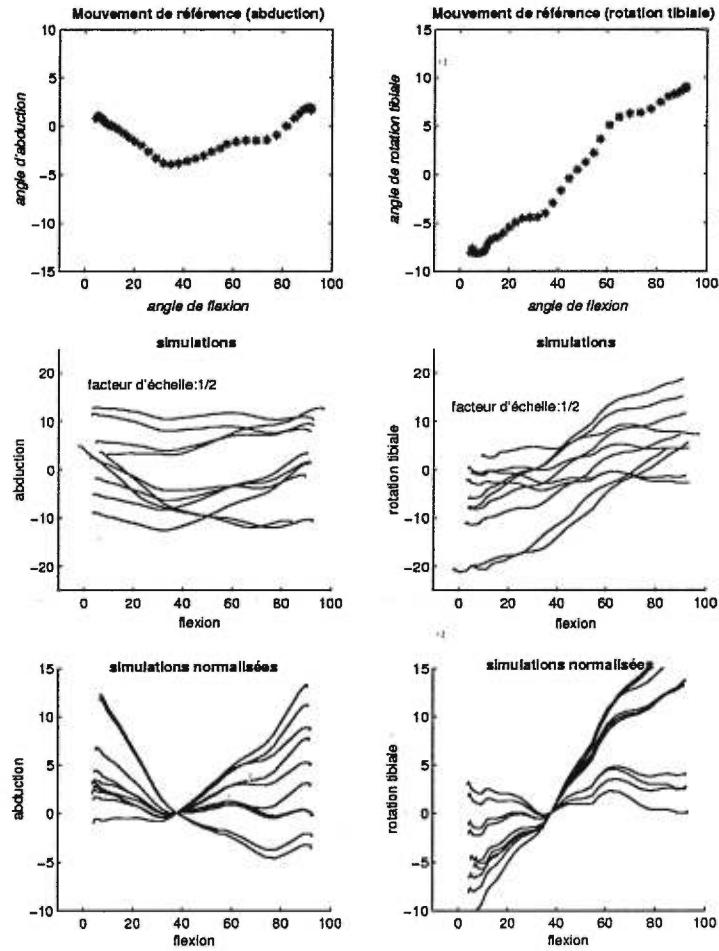 Mouvement de référence (abduction)
10
5
0
−5
−10
−15
angle d'abduction
0 20 40 60 80 100
angle de flexion
Mouvement de référence (rotation tibiale)
15
10
5
0
−5
−10
angle de rotation tibiale
0 20 40 60 80 100
angle de flexion
simulations
facteur d'échelle:1/2
20
10
0
−10
−20
abduction
0 20 40 60 80 100
flexion
simulations
facteur d'échelle:1/2
20
10
0
−10
−20
rotation tibiale
0 20 40 60 80 100
flexion
simulations normalisées
15
10
5
0
−5
−10
abduction
0 20 40 60 80 100
flexion
simulations normalisées
15
10
5
0
−5
−10
rotation tibiale
0 20 40 60 80 100
flexion